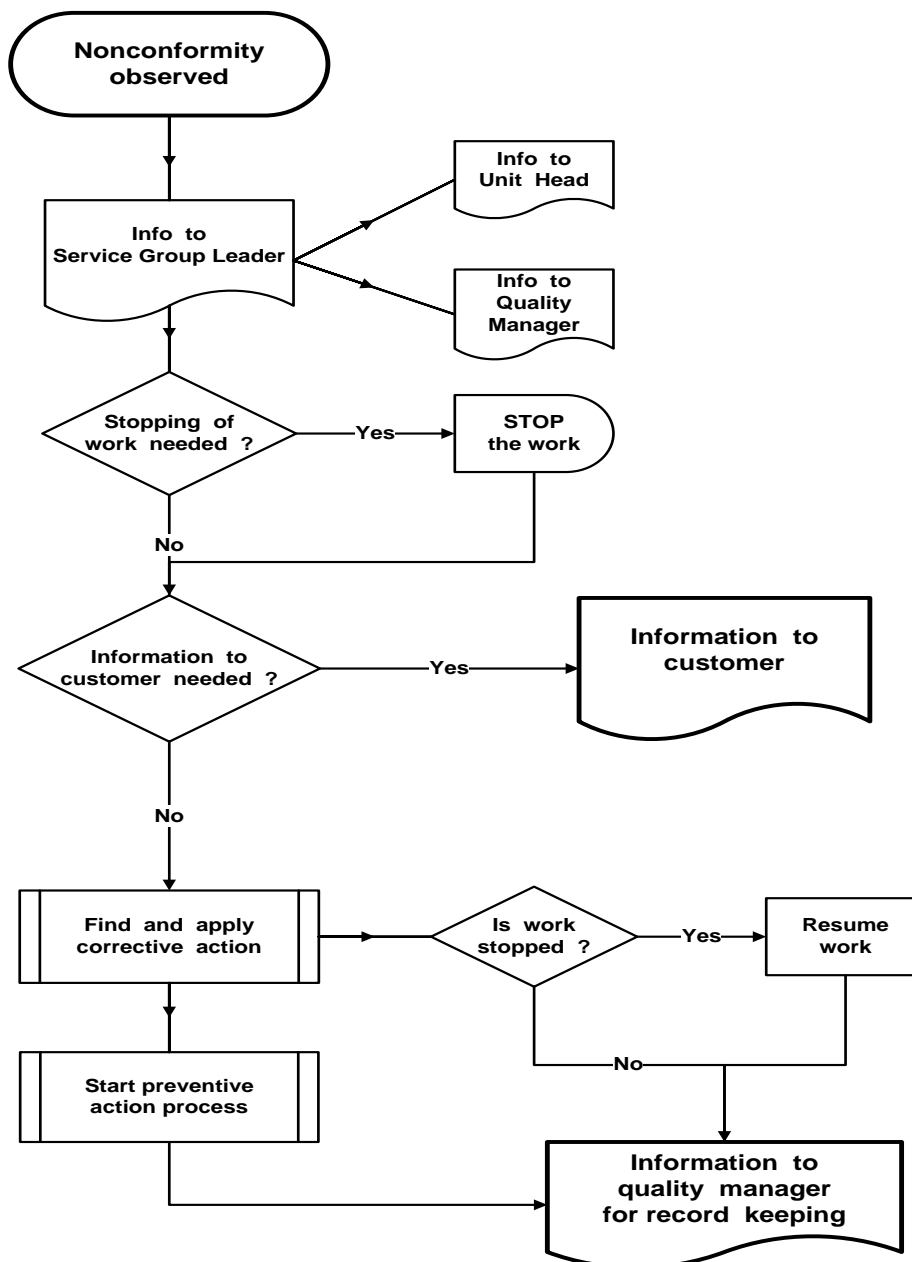 Nonconformity
observed
Info to
Unit Head
Info to
Service Group Leader
Info to
Quality
Manager
Stopping of
work needed ?
Yes
STOP
the work
No
Information to
customer needed ?
Yes
Information to
customer
No
Find and apply
corrective action
Is work
stopped ?
Yes
Resume
work
No
Start preventive
action process
Information to
quality manager
for record keeping